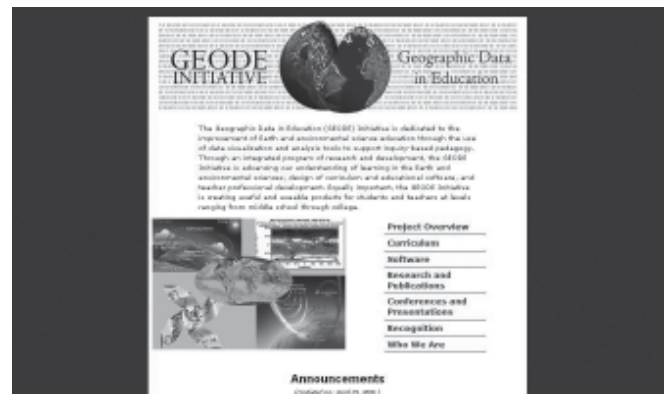 GEODE
INITIATIVE
Geographic Data
in Education
The Geographic Data in Education (GEODE) Initiative is dedicated to the
improvement of Earth and environmental science education through the use
of data visualization and analysis tools to support inquiry-based pedagogy.
Through an integrated program of research and development, the GEODE
Initiative is advancing our understanding of learning in the Earth and
environmental sciences, design of curriculum and educational software, and
teacher professional development. Equally important, the GEODE Initiative
is creating useful and useable products for students and teachers at levels
ranging from middle school through college.
Project Overview
Curriculum
Software
Research and
Publications
Conferences and
Presentations
Recognition
Who We Are
Announcements